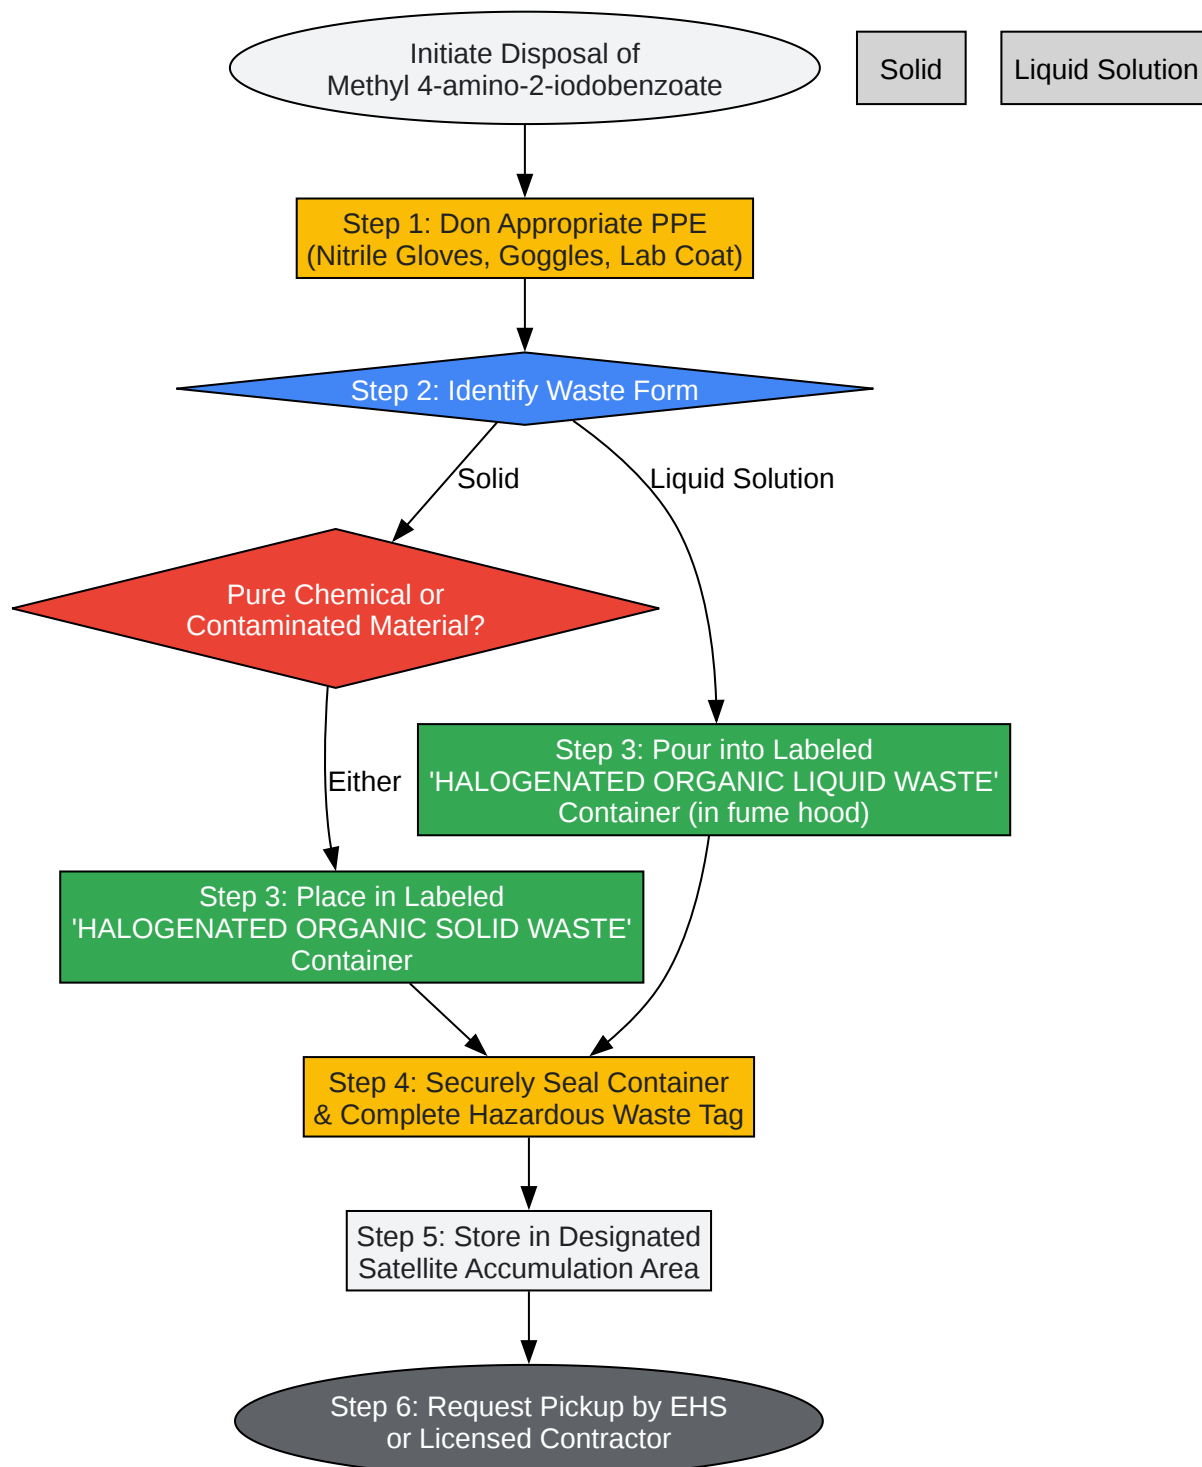 Initiate Disposal of
Methyl 4-amino-2-iodobenzoate
Solid
Liquid Solution
Step 1: Don Appropriate PPE
(Nitrile Gloves, Goggles, Lab Coat)
Step 2: Identify Waste Form
Solid
Liquid Solution
Pure Chemical or
Contaminated Material?
Either
Step 3: Pour into Labeled
'HALOGENATED ORGANIC LIQUID WASTE'
Container (in fume hood)
Step 3: Place in Labeled
'HALOGENATED ORGANIC SOLID WASTE'
Container
Step 4: Securely Seal Container
& Complete Hazardous Waste Tag
Step 5: Store in Designated
Satellite Accumulation Area
Step 6: Request Pickup by EHS
or Licensed Contractor